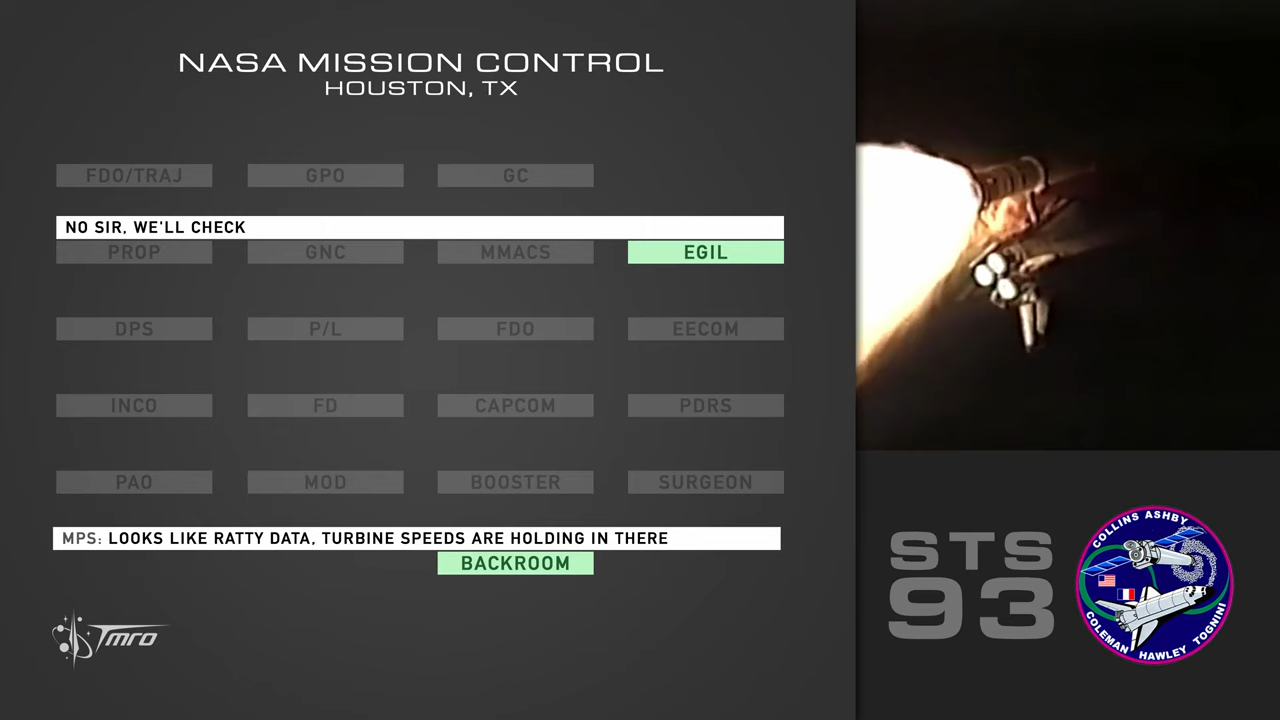 NASA MISSION CONTROL
HOUSTON, TX
FDO/TRAJ
GPO
GC
NO SIR, WE'LL CHECK
PROP
GNC
MMACS
EGIL
DPS
P/L
FDO
EECOM
INCO
FD
CAPCOM
PDRS
PAO
MOD
BOOSTER
SURGEON
MPS: LOOKS LIKE RATTY DATA, TURBINE SPEEDS ARE HOLDING IN THERE
BACKROOM
TMRO
STS
93
COLLINS ASHBY
COLEMAN HAWLEY TOGNINI